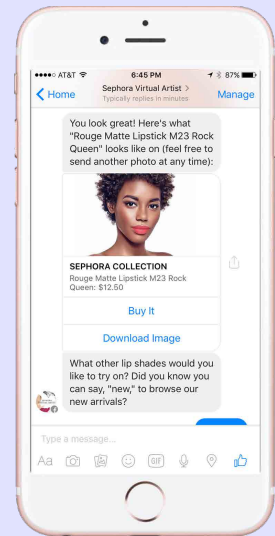 AT&T
6:45 PM
87%
Home
Sephora Virtual Artist >
Typically replies in minutes
Manage
You look great! Here's what
"Rouge Matte Lipstick M23 Rock
Queen" looks like on (feel free to
send another photo at any time):
SEPHORA COLLECTION
Rouge Matte Lipstick M23 Rock
Queen: $12.50
Buy It
Download Image
What other lip shades would you
like to try on? Did you know you
can say, "new," to browse our
new arrivals?
Type a message...
Aa
GIF